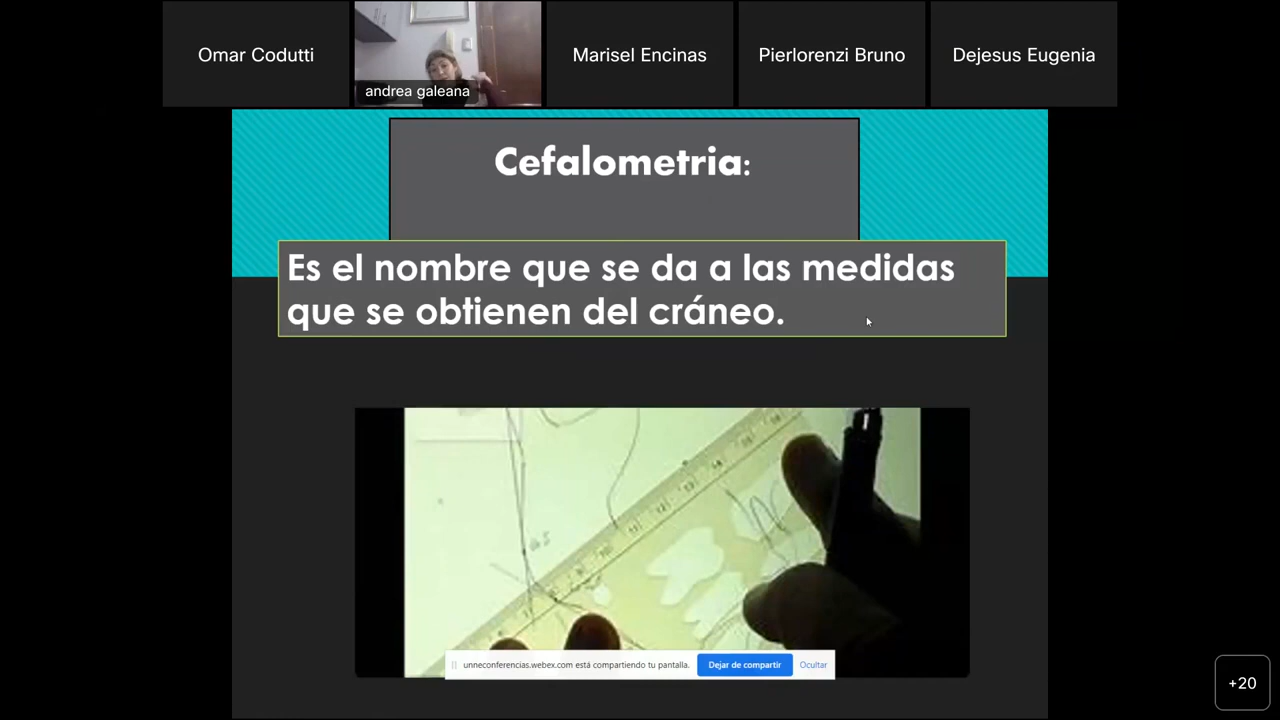 Omar Codutti
andrea galeana
Marisel Encinas
Pierlorenzi Bruno
Dejesus Eugenia
Cefalometria:
Es el nombre que se da a las medidas
que se obtienen del cráneo.
unneconferencias.webex.com está compartiendo tu pantalla.
Dejar de compartir
Ocultar
+20